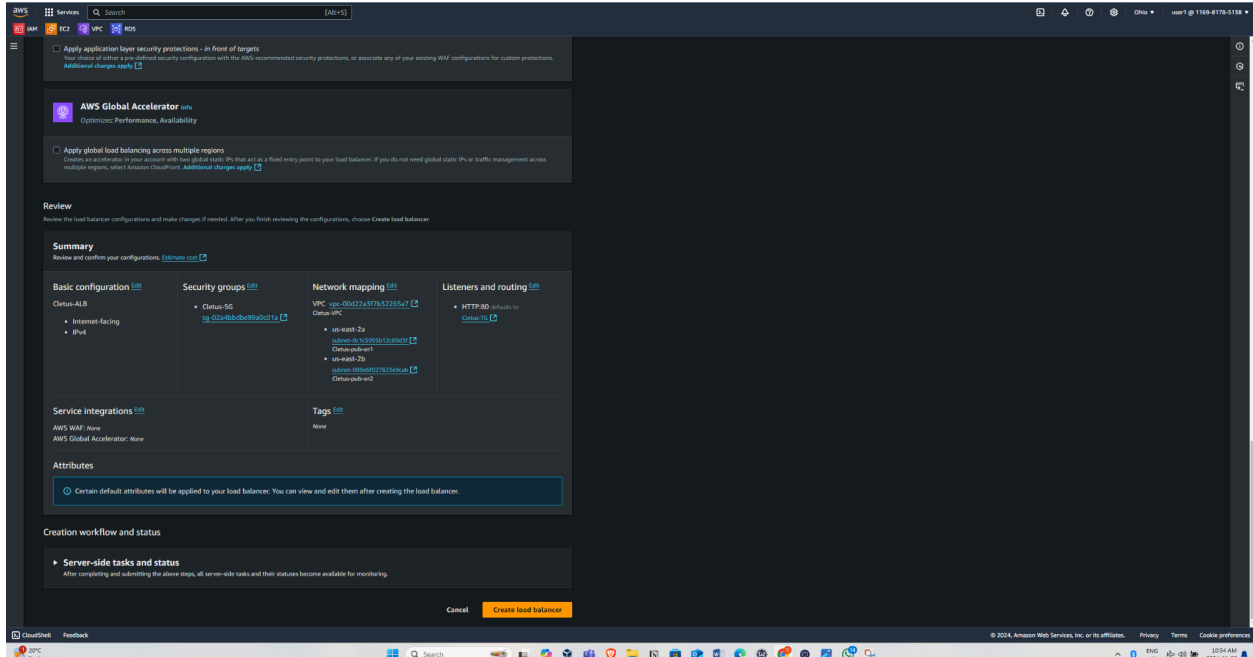 aws
Services
Search
[Alt+S]
Ohio
user1 @ 1169-8178-5138
IAM
EC2
VPC
RDS
Apply application layer security protections - in front of targets
Your choice of either a pre-defined security configuration with the AWS-recommended security protections, or associate any of your existing WAF configurations for custom protections.
Additional charges apply
AWS Global Accelerator Info
Optimizes: Performance, Availability
Apply global load balancing across multiple regions
Creates an accelerator in your account with two global static IPs that act as a fixed entry point to your load balancer. If you do not need global static IPs or traffic management across
multiple regions, select Amazon CloudFront. Additional charges apply
Review
Review the load balancer configurations and make changes if needed. After you finish reviewing the configurations, choose Create load balancer.
Summary
Review and confirm your configurations. Estimate cost
Basic configuration Edit
Cletus-ALB
Internet-facing
IPv4
Security groups Edit
Cletus-SG
sg-02a4bbdbe99a0c01a
Network mapping Edit
VPC vpc-00d22a3f7b32265a7
Cletus-VPC
us-east-2a
subnet-0c1c5995b12c89d3f
Cletus-pub-sn1
us-east-2b
Cletus-pub-sn2
Listeners and routing Edit
HTTP:80 defaults to
Cletus-TG
Service integrations Edit
AWS WAF: None
AWS Global Accelerator: None
Tags Edit
None
Attributes
Certain default attributes will be applied to your load balancer. You can view and edit them after creating the load balancer.
Creation workflow and status
Server-side tasks and status
After completing and submitting the above steps, all server-side tasks and their statuses become available for monitoring.
Cancel
Create load balancer
CloudShell
Feedback
© 2024, Amazon Web Services, Inc. or its affiliates.
Privacy
Terms
Cookie preferences
20°C
Search
ENG
10:54 AM